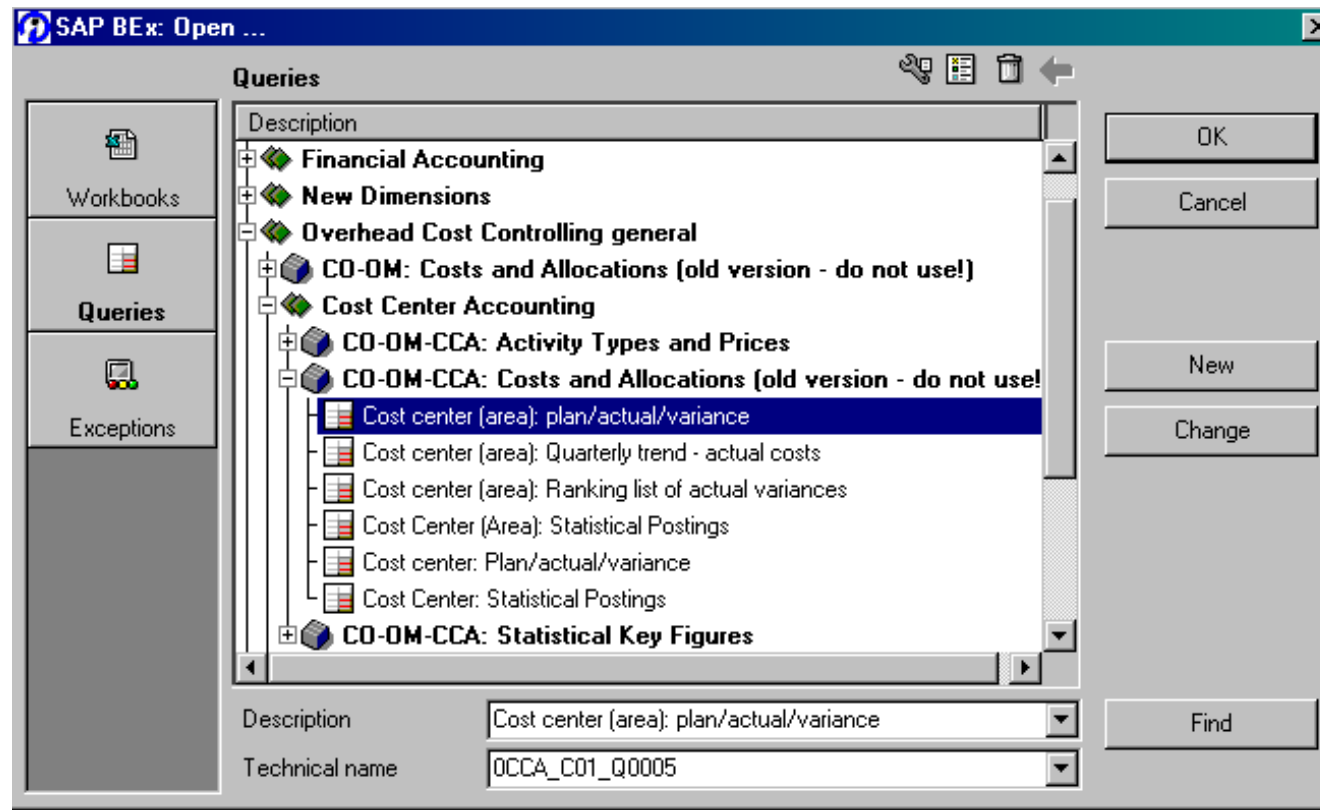 SAP BEx: Open ...
Queries
Workbooks
Queries
Exceptions
Description
Financial Accounting
New Dimensions
Overhead Cost Controlling general
CO-OM: Costs and Allocations (old version - do not use!)
Cost Center Accounting
CO-OM-CCA: Activity Types and Prices
CO-OM-CCA: Costs and Allocations (old version - do not use!
Cost center (area): plan/actual/variance
Cost center (area): Quarterly trend - actual costs
Cost center (area): Ranking list of actual variances
Cost Center (Area): Statistical Postings
Cost center: Plan/actual/variance
Cost Center: Statistical Postings
CO-OM-CCA: Statistical Key Figures
OK
Cancel
New
Change
Description Cost center (area): plan/actual/variance
Find
Technical name 0CCA_C01_Q0005